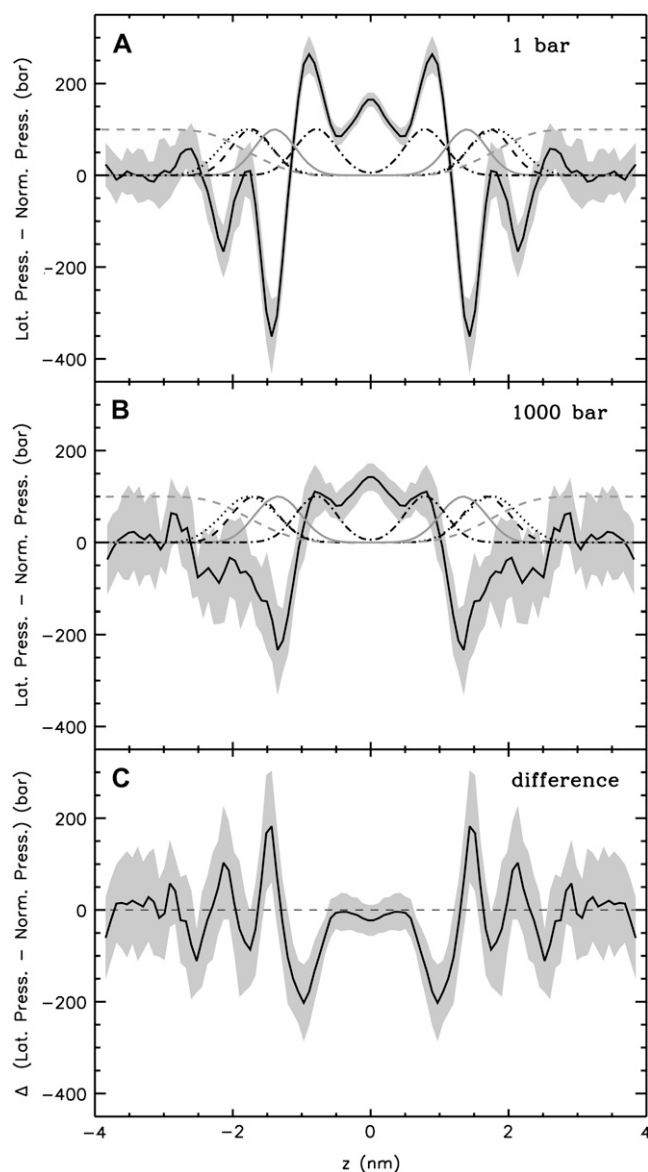 A
1 bar
200
0
−200
−400
Lat. Press. − Norm. Press. (bar)
B
1000 bar
200
0
−200
−400
Lat. Press. − Norm. Press. (bar)
C
difference
200
0
−200
−400
Δ (Lat. Press. − Norm. Press.) (bar)
−4
−2
0
2
4
z (nm)